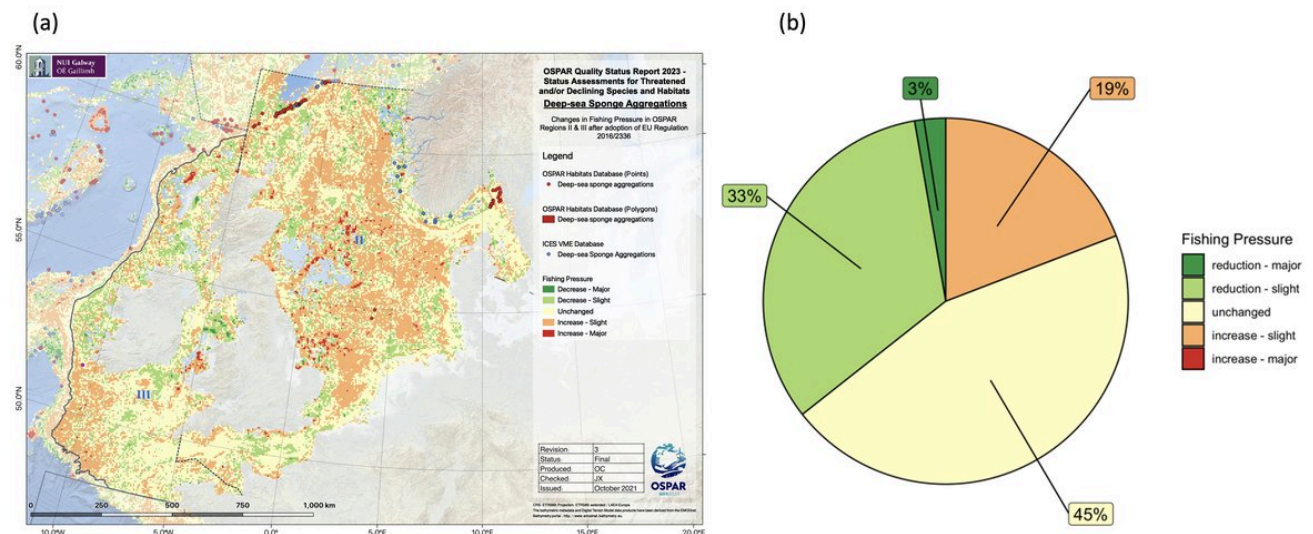 (a)
(b)
NUI Galway
OÉ Gaillimh
60.0°N
55.0°N
50.0°N
10.0°W
5.0°W
0.0°E
5.0°E
10.0°E
15.0°E
20.0°E
II
III
0 250 500 750 1,000 km
OSPAR Quality Status Report 2023 -
Status Assessments for Threatened
and/or Declining Species and Habitats
Deep-sea Sponge Aggregations
Changes in Fishing Pressure in OSPAR
Regions II & III after adoption of EU Regulation
2016/2336
Legend
OSPAR Habitats Database (Points)
Deep-sea sponge aggregations
OSPAR Habitats Database (Polygons)
Deep-sea sponge aggregations
ICES VME Database
Deep-sea Sponge Aggregations
Fishing Pressure
Decrease - Major
Decrease - Slight
Unchanged
Increase - Slight
Increase - Major
Revision: 3
Status: Final
Produced: OC
Checked: JX
Issued: October 2021
OSPAR
3%
19%
33%
45%
Fishing Pressure
reduction - major
reduction - slight
unchanged
increase - slight
increase - major